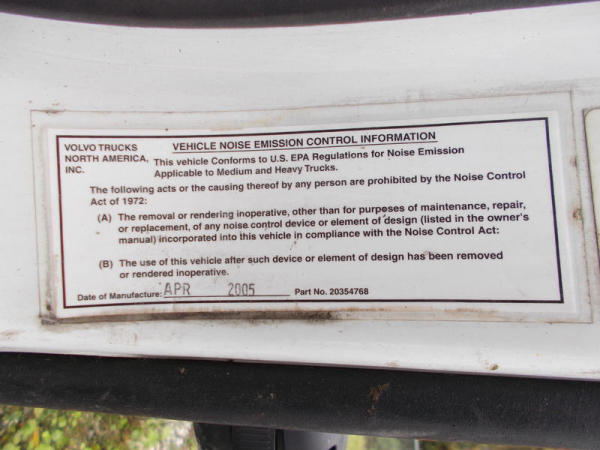 VOLVO TRUCKS
NORTH AMERICA,
INC.
VEHICLE NOISE EMISSION CONTROL INFORMATION
This vehicle Conforms to U.S. EPA Regulations for Noise Emission
Applicable to Medium and Heavy Trucks.
The following acts or the causing thereof by any person are prohibited by the Noise Control
Act of 1972:
(A) The removal or rendering inoperative, other than for purposes of maintenance, repair,
or replacement, of any noise control device or element of design (listed in the owner's
manual) incorporated into this vehicle in compliance with the Noise Control Act:
(B) The use of this vehicle after such device or element of design has been removed
or rendered inoperative.
Date of Manufacture: APR 2005 Part No. 20354768